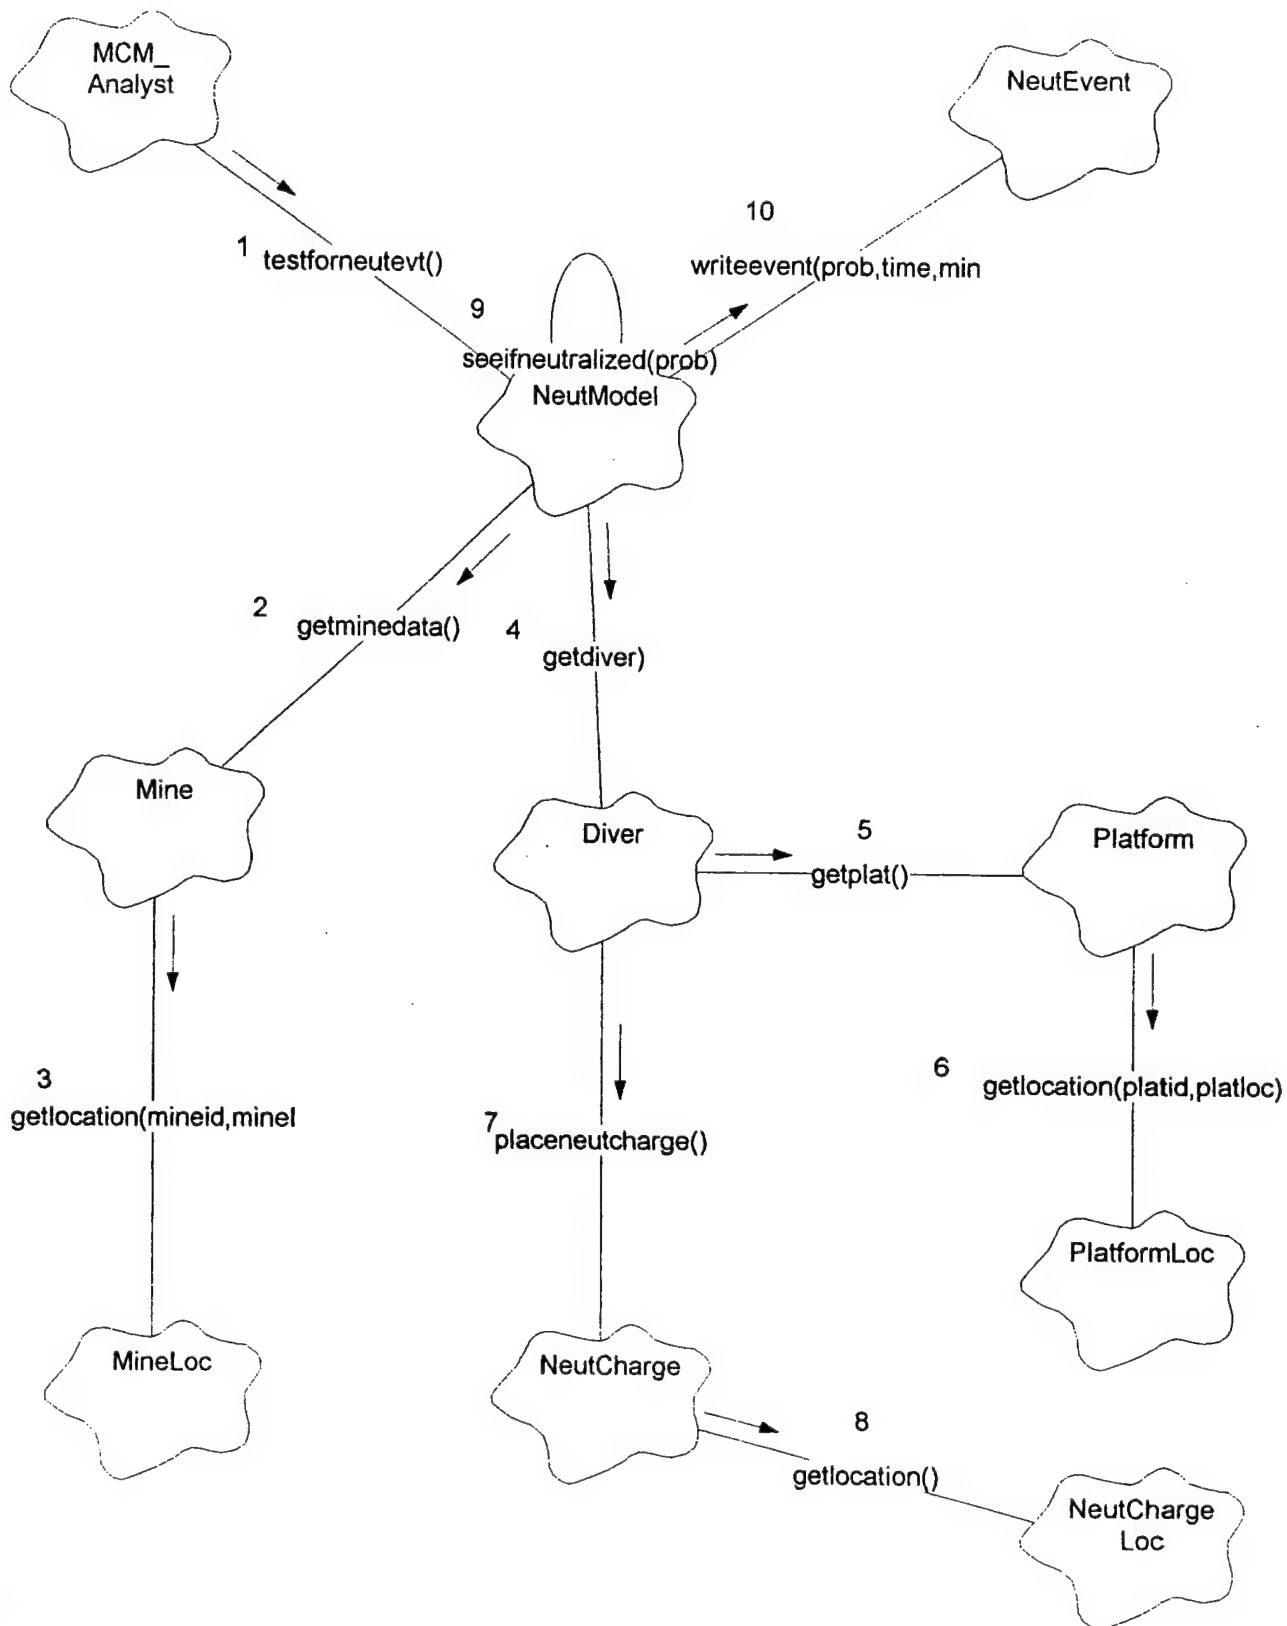 MCM_
Analyst
NeutEvent
10
1 testforneutevt()
writeevent(prob,time,min
9
seeifneutralized(prob)
NeutModel
2
getminedata()
4
getdiver)
Mine
Diver
5
Platform
getplat()
3
getlocation(mineid,minel
6
getlocation(platid,platloc)
7
placeneutcharge()
PlatformLoc
MineLoc
NeutCharge
8
getlocation()
NeutCharge
Loc